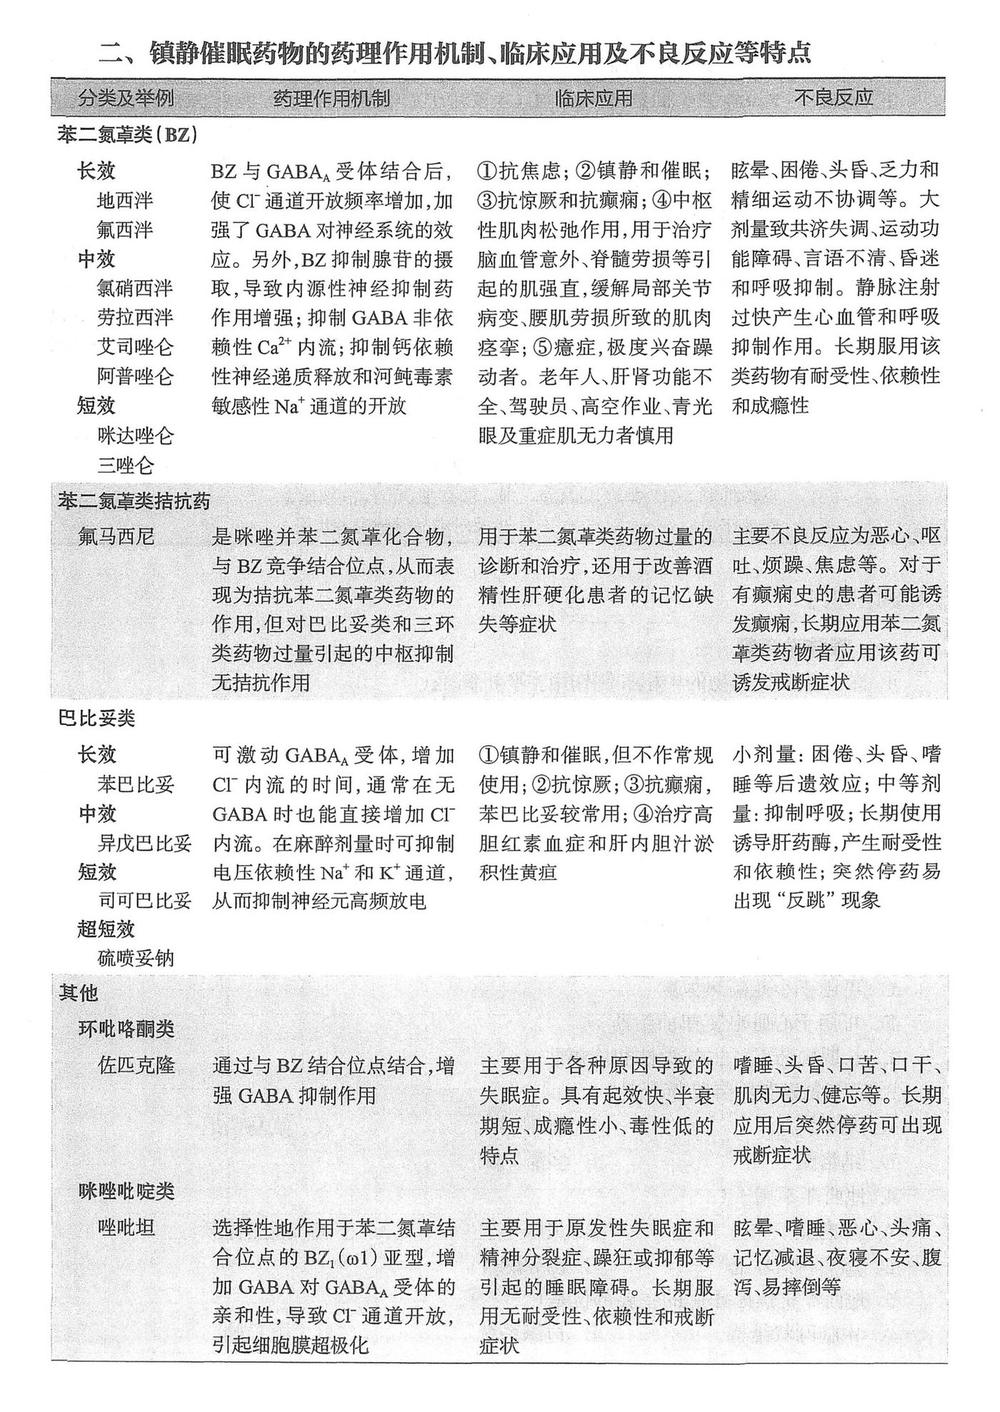 二、镇静催眠药物的药理作用机制、临床应用及不良反应等特点
分类及举例 药理作用机制 临床应用 不良反应
苯二氮䓬类(BZ)
长效
地西泮
氟西泮
中效
氯硝西泮
劳拉西泮
艾司唑仑
阿普唑仑
短效
咪达唑仑
三唑仑
BZ 与 GABAA 受体结合后,
使 Cl⁻ 通道开放频率增加,加
强了 GABA 对神经系统的效
应。另外,BZ 抑制腺苷的摄
取,导致内源性神经抑制药
作用增强;抑制 GABA 非依
赖性 Ca²⁺ 内流;抑制钙依赖
性神经递质释放和河鲀毒素
敏感性 Na⁺ 通道的开放
①抗焦虑;②镇静和催眠;
③抗惊厥和抗癫痫;④中枢
性肌肉松弛作用,用于治疗
脑血管意外、脊髓劳损等引
起的肌强直,缓解局部关节
病变、腰肌劳损所致的肌肉
痉挛;⑤癔症,极度兴奋躁
动者。老年人、肝肾功能不
全、驾驶员、高空作业、青光
眼及重症肌无力者慎用
眩晕、困倦、头昏、乏力和
精细运动不协调等。大
剂量致共济失调、运动功
能障碍、言语不清、昏迷
和呼吸抑制。静脉注射
过快产生心血管和呼吸
抑制作用。长期服用该
类药物有耐受性、依赖性
和成瘾性
苯二氮䓬类拮抗药
氟马西尼
是咪唑并苯二氮䓬化合物,
与 BZ 竞争结合位点,从而表
现为拮抗苯二氮䓬类药物的
作用,但对巴比妥类和三环
类药物过量引起的中枢抑制
无拮抗作用
用于苯二氮䓬类药物过量的
诊断和治疗,还用于改善酒
精性肝硬化患者的记忆缺
失等症状
主要不良反应为恶心、呕
吐、烦躁、焦虑等。对于
有癫痫史的患者可能诱
发癫痫,长期应用苯二氮
䓬类药物者应用该药可
诱发戒断症状
巴比妥类
长效
苯巴比妥
中效
异戊巴比妥
短效
司可巴比妥
超短效
硫喷妥钠
可激动 GABAA 受体,增加
Cl⁻ 内流的时间,通常在无
GABA 时也能直接增加 Cl⁻
内流。在麻醉剂量时可抑制
电压依赖性 Na⁺ 和 K⁺ 通道,
从而抑制神经元高频放电
①镇静和催眠,但不作常规
使用;②抗惊厥;③抗癫痫,
苯巴比妥较常用;④治疗高
胆红素血症和肝内胆汁淤
积性黄疸
小剂量:困倦、头昏、嗜
睡等后遗效应;中等剂
量:抑制呼吸;长期使用
诱导肝药酶,产生耐受性
和依赖性;突然停药易
出现“反跳”现象
其他
环吡咯酮类
佐匹克隆
通过与 BZ 结合位点结合,增
强 GABA 抑制作用
主要用于各种原因导致的
失眠症。具有起效快、半衰
期短、成瘾性小、毒性低的
特点
嗜睡、头昏、口苦、口干、
肌肉无力、健忘等。长期
应用后突然停药可出现
戒断症状
咪唑吡啶类
唑吡坦
选择性地作用于苯二氮䓬结
合位点的 BZ₁(ω1)亚型,增
加 GABA 对 GABAA 受体的
亲和性,导致 Cl⁻ 通道开放,
引起细胞膜超极化
主要用于原发性失眠症和
精神分裂症、躁狂或抑郁等
引起的睡眠障碍。长期服
用无耐受性、依赖性和戒断
症状
眩晕、嗜睡、恶心、头痛、
记忆减退、夜寝不安、腹
泻、易摔倒等